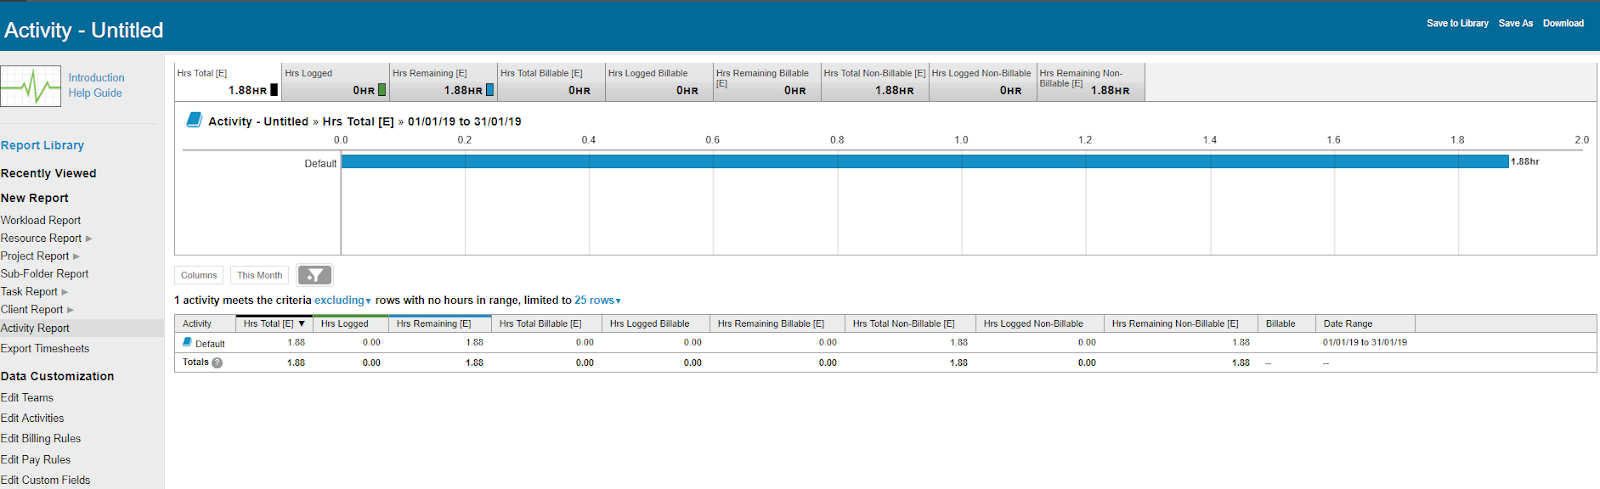 Activity - Untitled
Save to Library Save As Download
Introduction
Help Guide
Report Library
Recently Viewed
New Report
Workload Report
Resource Report ▶
Project Report ▶
Sub-Folder Report
Task Report ▶
Client Report ▶
Activity Report
Export Timesheets
Data Customization
Edit Teams
Edit Activities
Edit Billing Rules
Edit Pay Rules
Edit Custom Fields
Hrs Total [E]
1.88HR
Hrs Logged
0HR
Hrs Remaining [E]
1.88HR
Hrs Total Billable [E]
0HR
Hrs Logged Billable
0HR
Hrs Remaining Billable
[E]
0HR
Hrs Total Non-Billable [E]
1.88HR
Hrs Logged Non-Billable
0HR
Hrs Remaining Non-
Billable [E] 1.88HR
Activity - Untitled » Hrs Total [E] » 01/01/19 to 31/01/19
0.0 0.2 0.4 0.6 0.8 1.0 1.2 1.4 1.6 1.8 2.0
Default 1.88hr
Columns This Month
1 activity meets the criteria excluding▾ rows with no hours in range, limited to 25 rows▾
Activity Hrs Total [E] ▼ Hrs Logged Hrs Remaining [E] Hrs Total Billable [E] Hrs Logged Billable Hrs Remaining Billable [E] Hrs Total Non-Billable [E] Hrs Logged Non-Billable Hrs Remaining Non-Billable [E] Billable Date Range
Default 1.88 0.00 1.88 0.00 0.00 0.00 1.88 0.00 1.88 01/01/19 to 31/01/19
Totals ? 1.88 0.00 1.88 0.00 0.00 0.00 1.88 0.00 1.88 -- --